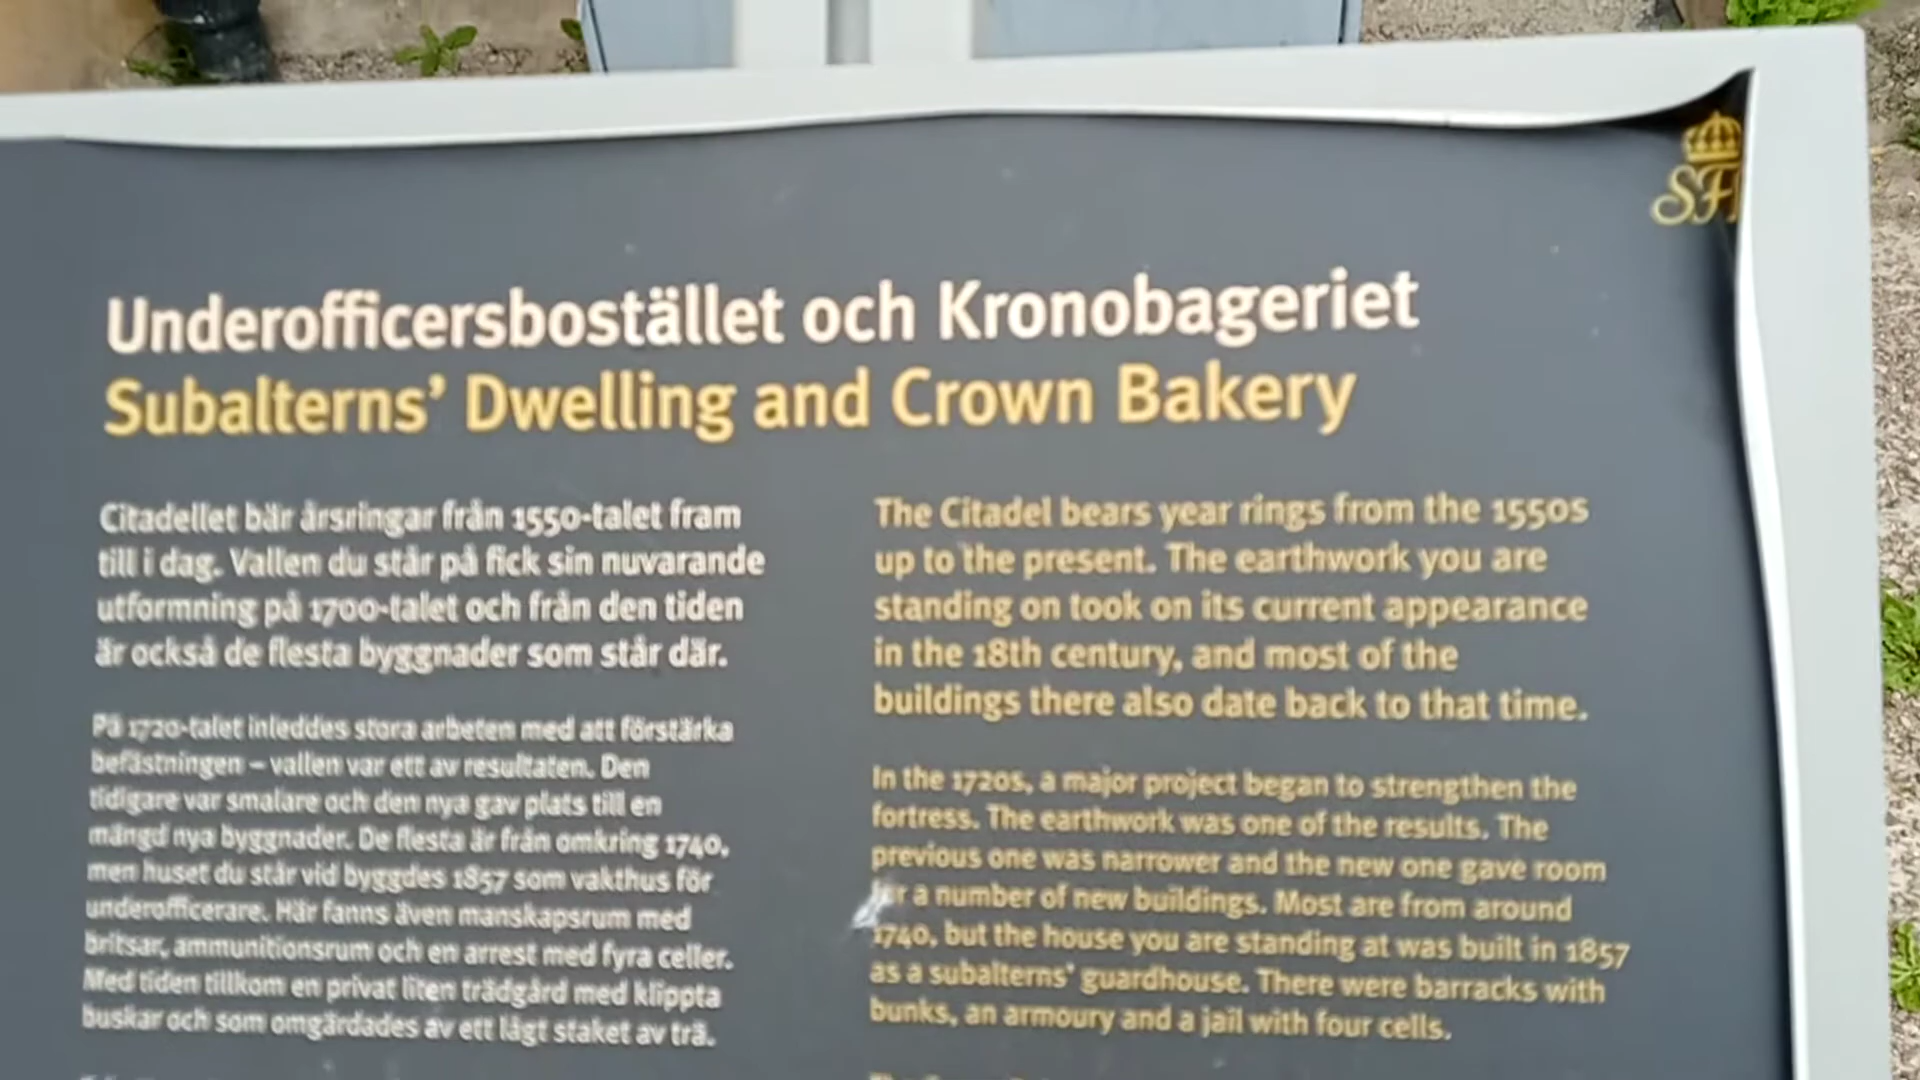 SFV
Underofficersbostället och Kronobageriet
Subalterns’ Dwelling and Crown Bakery
Citadellet bär årsringar från 1550-talet fram
till i dag. Vallen du står på fick sin nuvarande
utformning på 1700-talet och från den tiden
är också de flesta byggnader som står där.
På 1720-talet inleddes stora arbeten med att förstärka
befästningen – vallen var ett av resultaten. Den
tidigare var smalare och den nya gav plats till en
mängd nya byggnader. De flesta är från omkring 1740,
men huset du står vid byggdes 1857 som vakthus för
underofficerare. Här fanns även manskapsrum med
britsar, ammunitionsrum och en arrest med fyra celler.
Med tiden tillkom en privat liten trädgård med klippta
buskar och som omgärdades av ett lågt staket av trä.
The Citadel bears year rings from the 1550s
up to the present. The earthwork you are
standing on took on its current appearance
in the 18th century, and most of the
buildings there also date back to that time.
In the 1720s, a major project began to strengthen the
fortress. The earthwork was one of the results. The
previous one was narrower and the new one gave room
for a number of new buildings. Most are from around
1740, but the house you are standing at was built in 1857
as a subalterns' guardhouse. There were barracks with
bunks, an armoury and a jail with four cells.